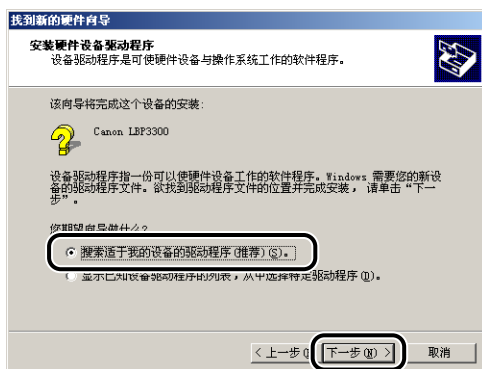 找到新的硬件向导
安装硬件设备驱动程序
设备驱动程序是可使硬件设备与操作系统工作的软件程序。
该向导将完成这个设备的安装:
Canon LBP3300
设备驱动程序指一份可以使硬件设备工作的软件程序。Windows 需要您的新设
备的驱动程序文件。欲找到驱动程序文件的位置并完成安装，请单击“下一
步”。
您期望向导做什么?
搜索适于我的设备的驱动程序(推荐)(S)。
显示已知设备驱动程序的列表，从中选择特定驱动程序(D)。
< 上一步 下一步(N) > 取消